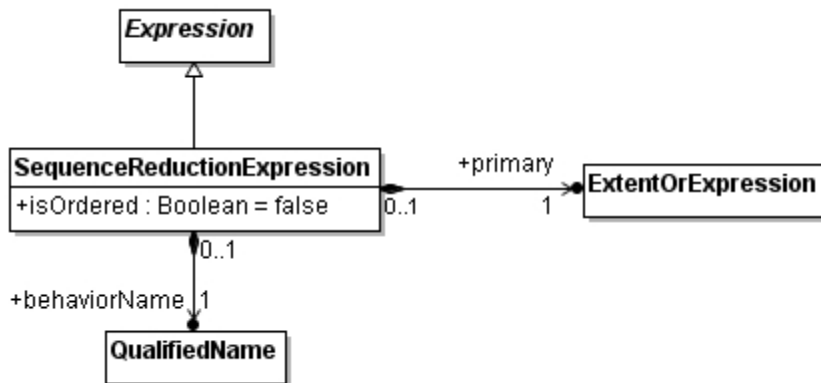 Expression
SequenceReductionExpression
+isOrdered : Boolean = false
+primary
0..1
1
ExtentOrExpression
0..1
+behaviorName
1
QualifiedName